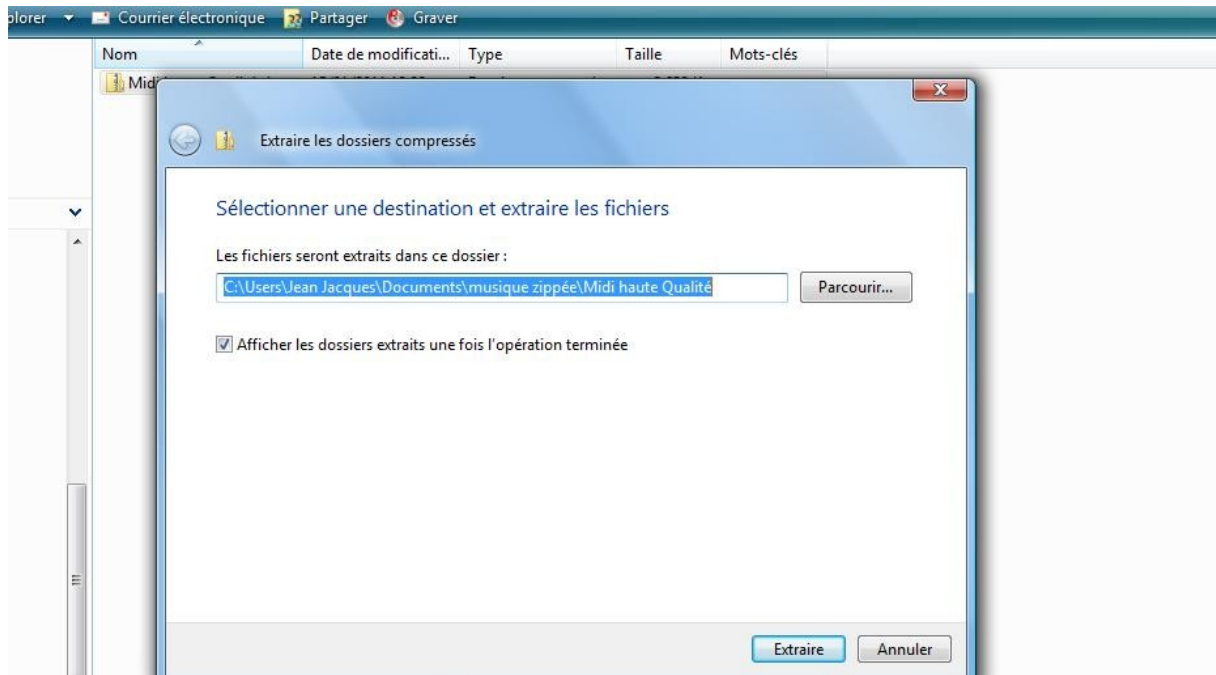 Courrier électronique Partager Graver
Nom Date de modificati... Type Taille Mots-clés
Extraire les dossiers compressés
Sélectionner une destination et extraire les fichiers
Les fichiers seront extraits dans ce dossier :
C:\Users\Jean Jacques\Documents\musique zippée\Midi haute Qualité
Parcourir...
Afficher les dossiers extraits une fois l'opération terminée
Extraire Annuler